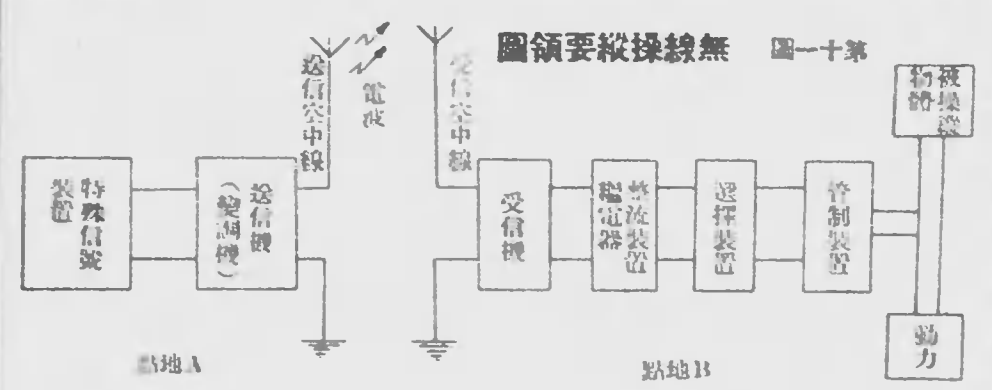 第十一圖
無線操縱要領圖
特殊信號
裝置
送信機
（變調機）
送信空中線
電波
受信空中線
受信機
整流裝置
繼電器
選擇裝置
管制裝置
被操縱
物體
動力
A地點
B地點